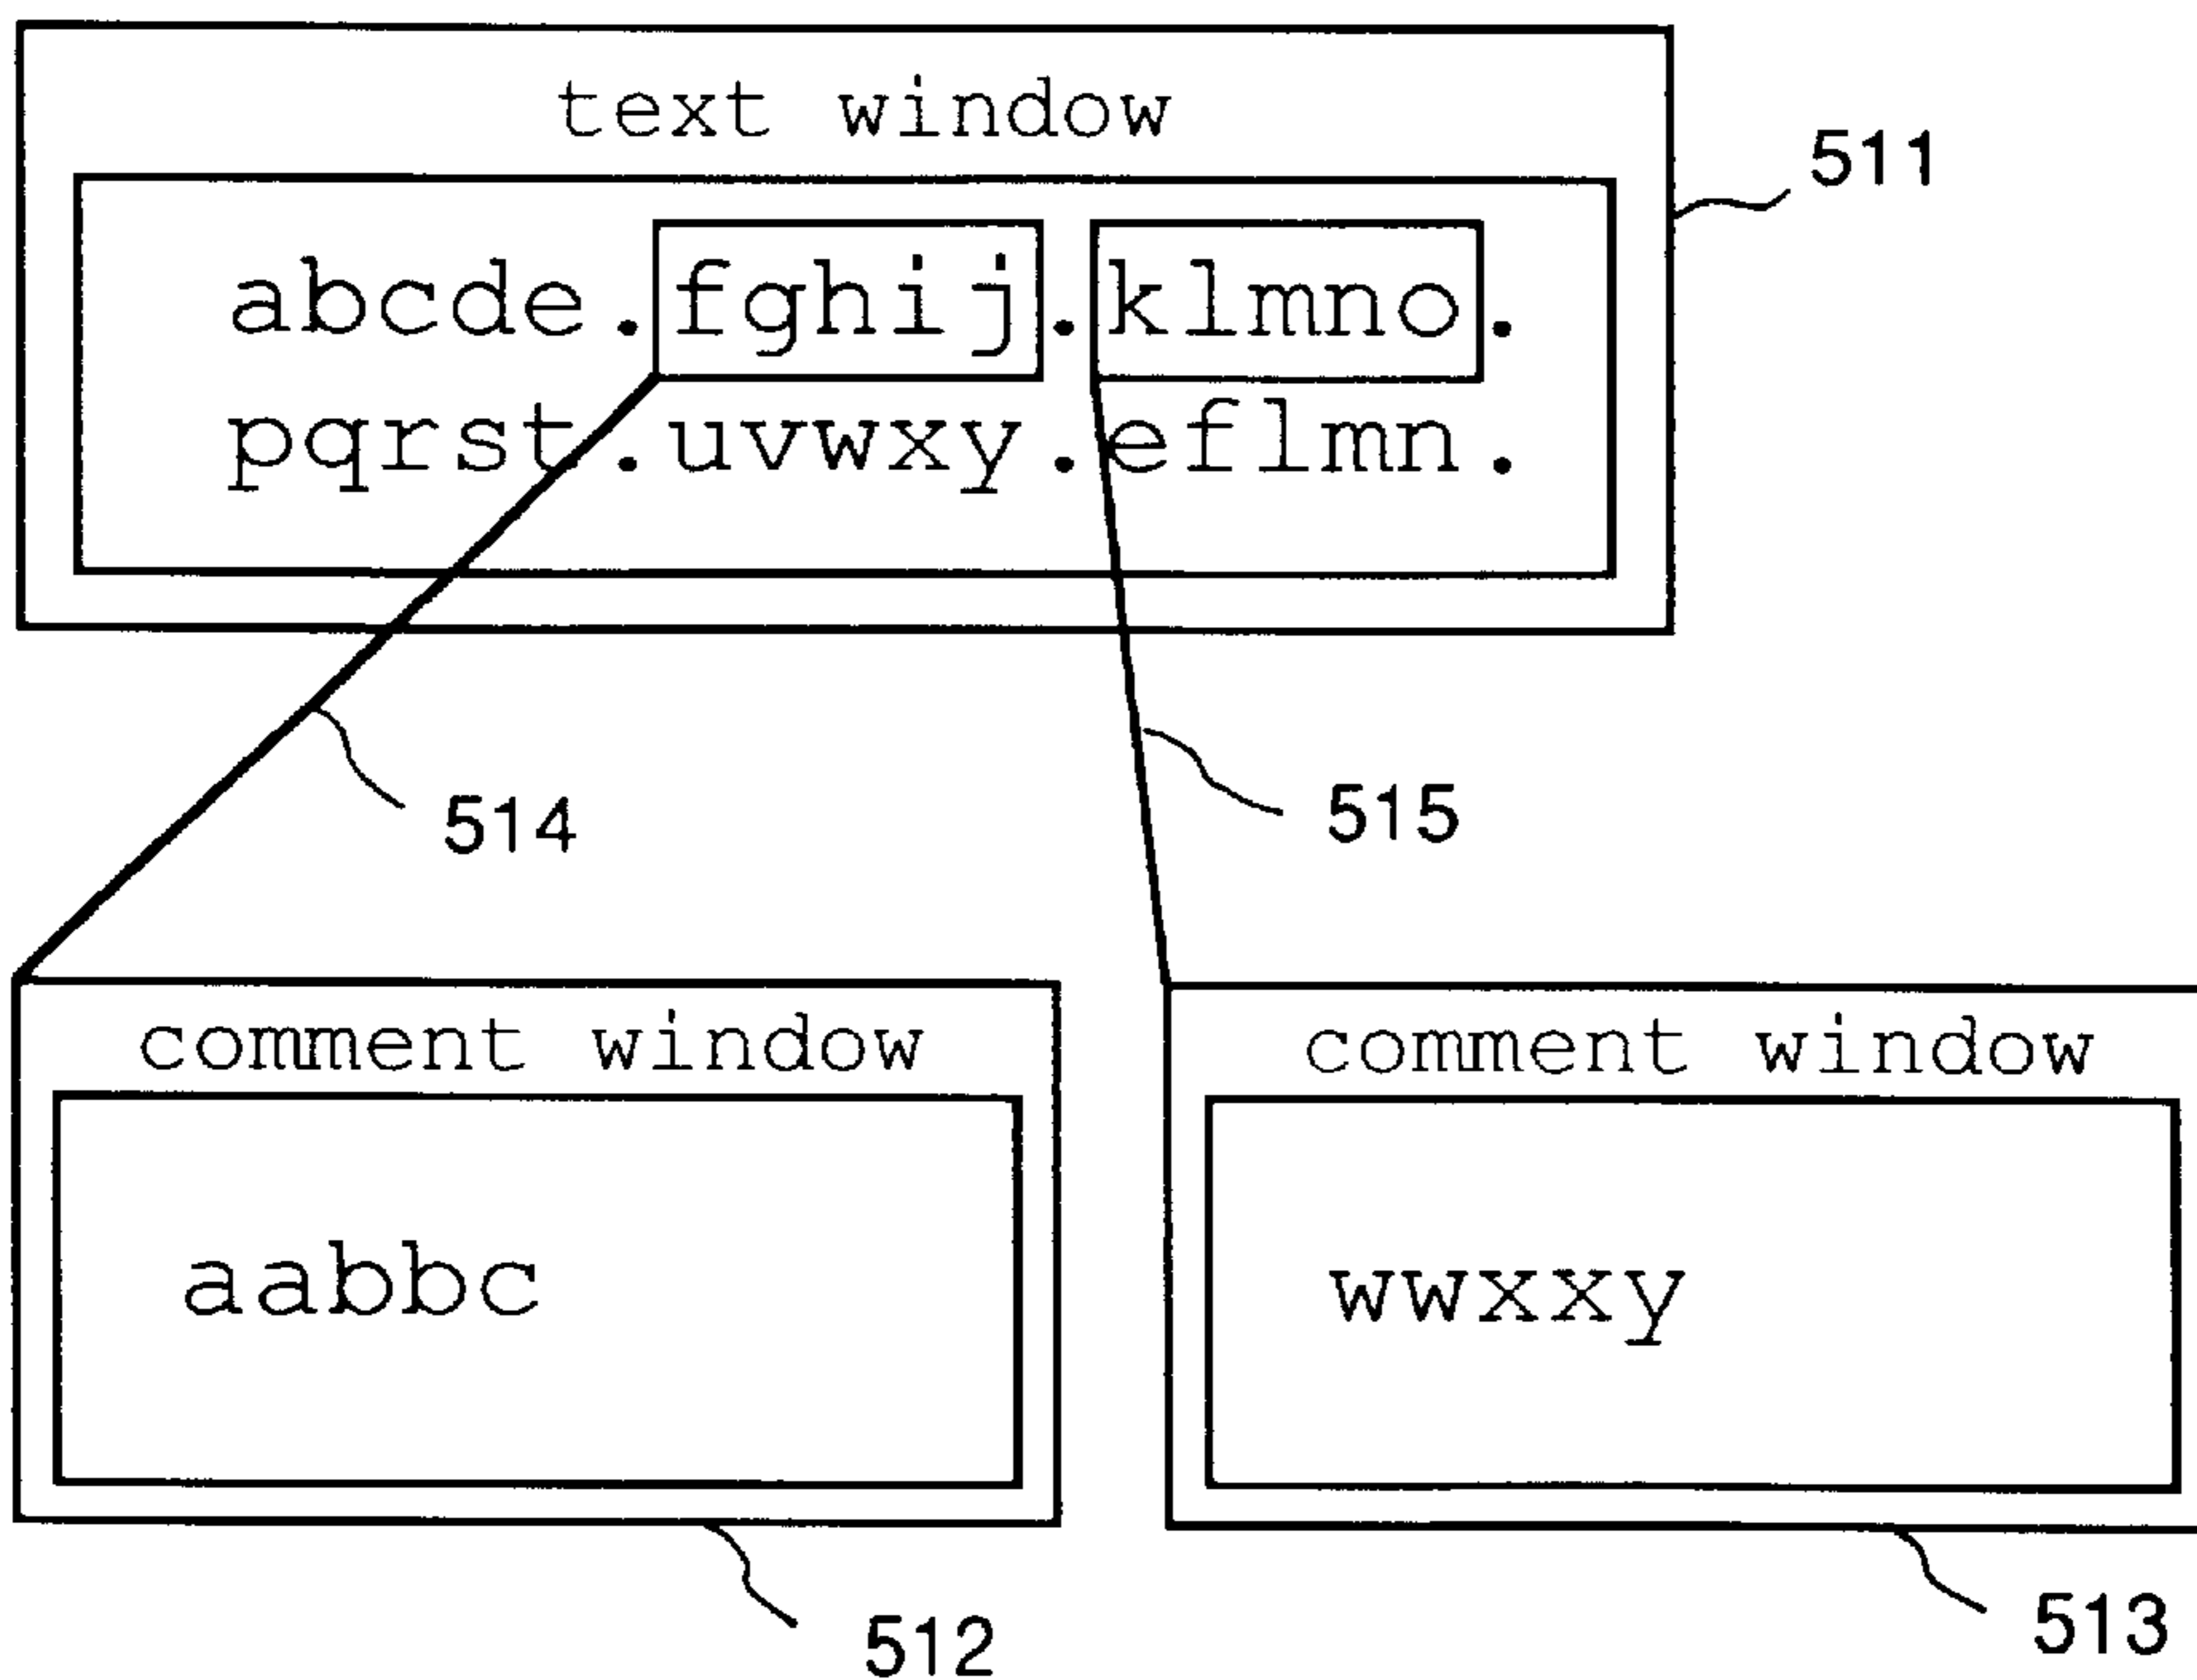 text window
511
abcde.fghij.klmno.
pqrst.uvwxy.eflmn.
514
515
comment window
aabbc
512
comment window
wwxxy
513